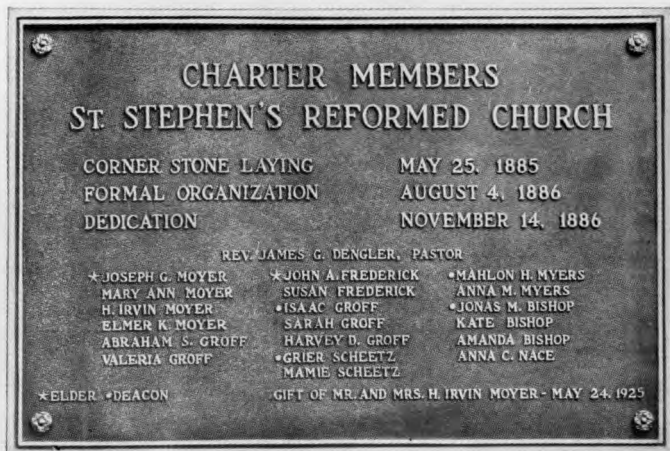 CHARTER MEMBERS
ST. STEPHEN'S REFORMED CHURCH
CORNER STONE LAYING MAY 25, 1885
FORMAL ORGANIZATION AUGUST 4, 1886
DEDICATION NOVEMBER 14, 1886
REV. JAMES G. DENGLER, PASTOR
★JOSEPH G. MOYER
MARY ANN MOYER
H. IRVIN MOYER
ELMER K. MOYER
ABRAHAM S. GROFF
VALERIA GROFF
★JOHN A. FREDERICK
SUSAN FREDERICK
•ISAAC GROFF
SARAH GROFF
HARVEY D. GROFF
•GRIER SCHEETZ
MAMIE SCHEETZ
•MAHLON H. MYERS
ANNA M. MYERS
•JONAS M. BISHOP
KATE BISHOP
AMANDA BISHOP
ANNA C. NACE
★ELDER •DEACON GIFT OF MR. AND MRS. H. IRVIN MOYER - MAY 24, 1925